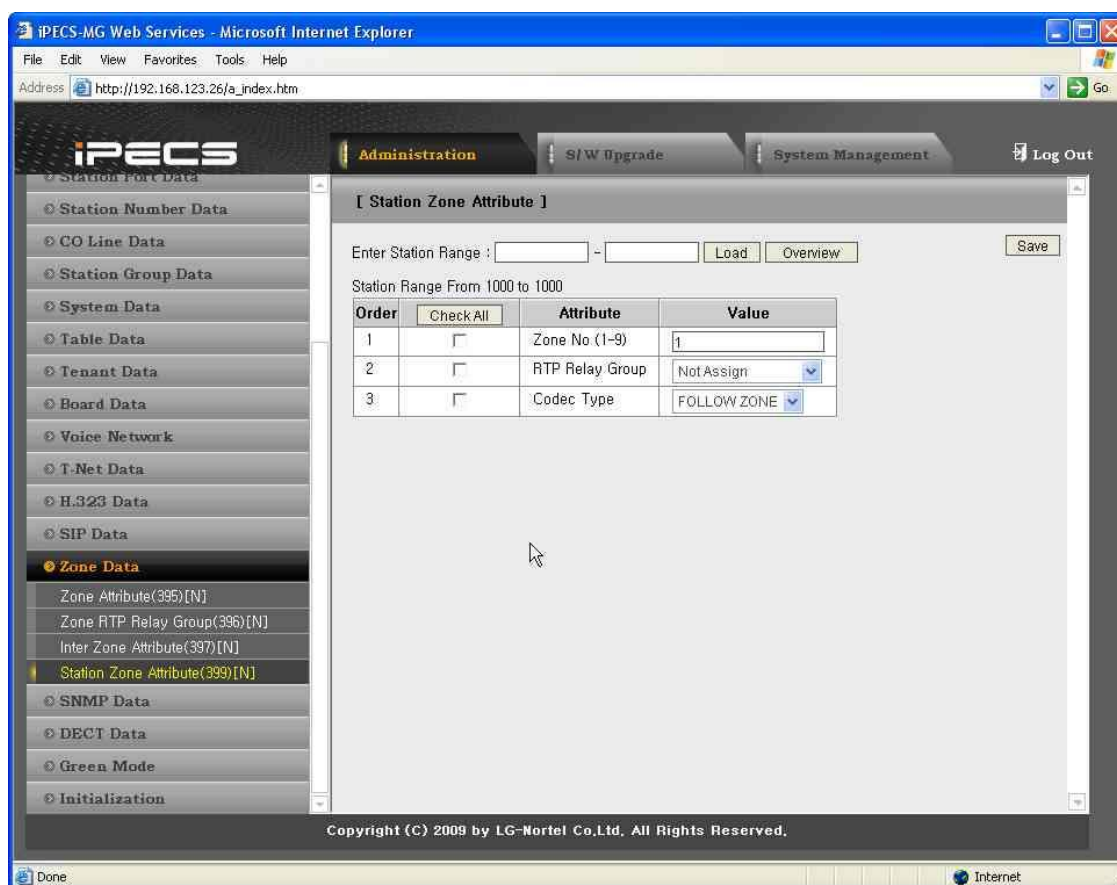 iPECS-MG Web Services - Microsoft Internet Explorer
File Edit View Favorites Tools Help
Address http://192.168.123.26/a_index.htm Go
iPECS
Administration S/W Upgrade System Management Log Out
Station Port Data
Station Number Data
CO Line Data
Station Group Data
System Data
Table Data
Tenant Data
Board Data
Voice Network
T-Net Data
H.323 Data
SIP Data
Zone Data
Zone Attribute(395)[N]
Zone RTP Relay Group(396)[N]
Inter Zone Attribute(397)[N]
Station Zone Attribute(399)[N]
SNMP Data
DECT Data
Green Mode
Initialization
[ Station Zone Attribute ]
Enter Station Range : - Load Overview Save
Station Range From 1000 to 1000
Order Check All Attribute Value
1 Zone No (1-9) 1
2 RTP Relay Group Not Assign
3 Codec Type FOLLOW ZONE
Copyright (C) 2009 by LG-Nortel Co,Ltd, All Rights Reserved,
Done Internet